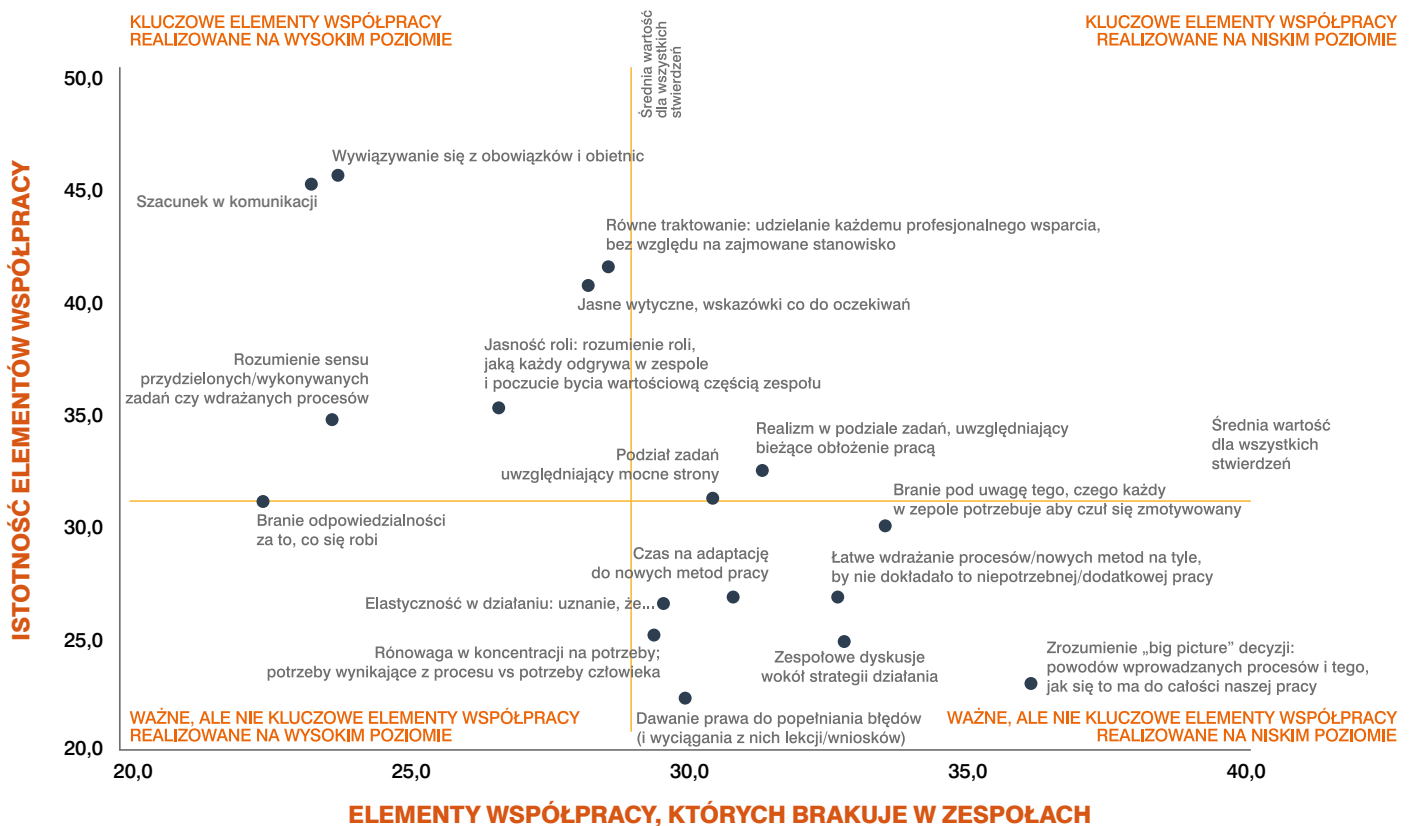 KLUCZOWE ELEMENTY WSPÓŁPRACY
REALIZOWANE NA WYSOKIM POZIOMIE
KLUCZOWE ELEMENTY WSPÓŁPRACY
REALIZOWANE NA NISKIM POZIOMIE
Średnia wartość
dla wszystkich
stwierdzeń
ISTOTNOŚĆ ELEMENTÓW WSPÓŁPRACY
50,0
45,0
40,0
35,0
30,0
25,0
20,0
Wywiązywanie się z obowiązków i obietnic
Szacunek w komunikacji
Równe traktowanie: udzielanie każdemu profesjonalnego wsparcia,
bez względu na zajmowane stanowisko
Jasne wytyczne, wskazówki co do oczekiwań
Jasność roli: rozumienie roli,
jaką każdy odgrywa w zespole
i poczucie bycia wartościową częścią zespołu
Rozumienie sensu
przydzielonych/wykonywanych
zadań czy wdrażanych procesów
Realizm w podziale zadań, uwzględniający
bieżące obłożenie pracą
Średnia wartość
dla wszystkich
stwierdzeń
Podział zadań
uwzględniający mocne strony
Branie pod uwagę tego, czego każdy
w zepole potrzebuje aby czuł się zmotywowany
Branie odpowiedzialności
za to, co się robi
Czas na adaptację
do nowych metod pracy
Łatwe wdrażanie procesów/nowych metod na tyle,
by nie dokładało to niepotrzebnej/dodatkowej pracy
Elastyczność w działaniu: uznanie, że...
Rónowaga w koncentracji na potrzeby;
potrzeby wynikające z procesu vs potrzeby człowieka
Zespołowe dyskusje
wokół strategii działania
Zrozumienie „big picture” decyzji:
powodów wprowadzanych procesów i tego,
jak się to ma do całości naszej pracy
Dawanie prawa do popełniania błędów
(i wyciągania z nich lekcji/wniosków)
WAŻNE, ALE NIE KLUCZOWE ELEMENTY WSPÓŁPRACY
REALIZOWANE NA WYSOKIM POZIOMIE
WAŻNE, ALE NIE KLUCZOWE ELEMENTY WSPÓŁPRACY
REALIZOWANE NA NISKIM POZIOMIE
20,0
25,0
30,0
35,0
40,0
ELEMENTY WSPÓŁPRACY, KTÓRYCH BRAKUJE W ZESPOŁACH